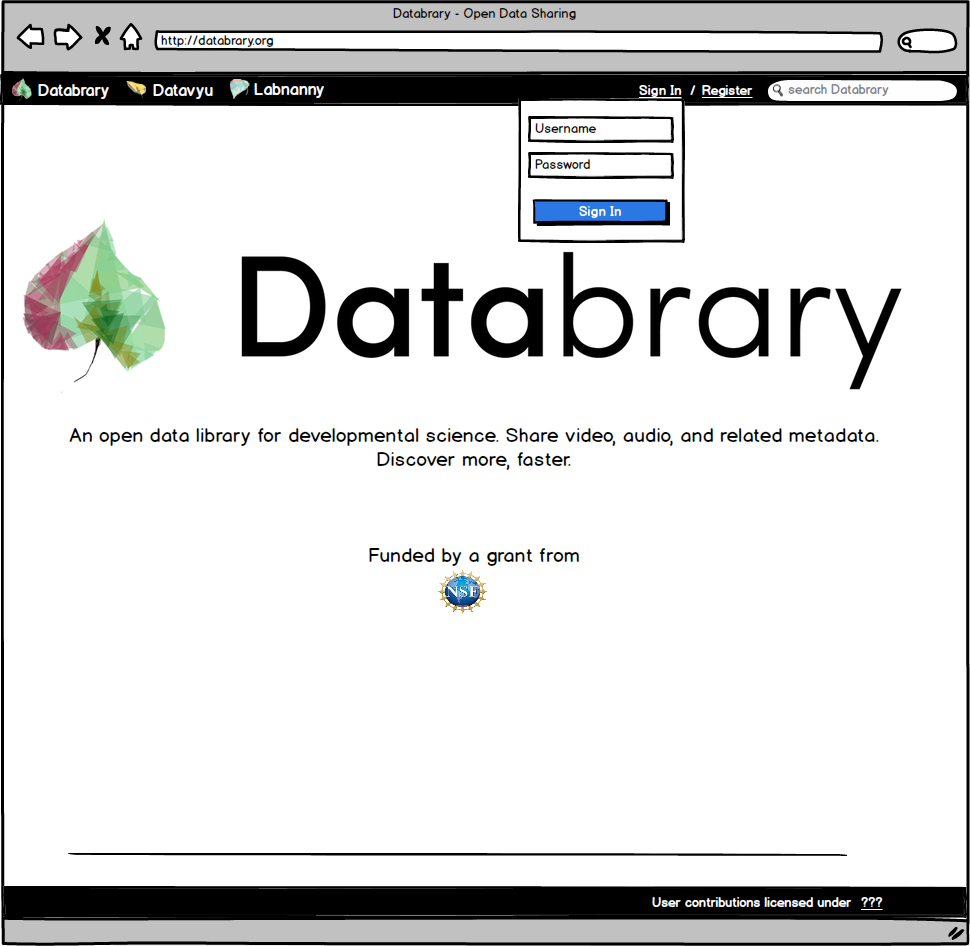 Databrary - Open Data Sharing
http://databrary.org
Databrary Datavyu Labnanny Sign In / Register search Databrary
Username
Password
Sign In
Databrary
An open data library for developmental science. Share video, audio, and related metadata.
Discover more, faster.
Funded by a grant from
NSF
User contributions licensed under ???